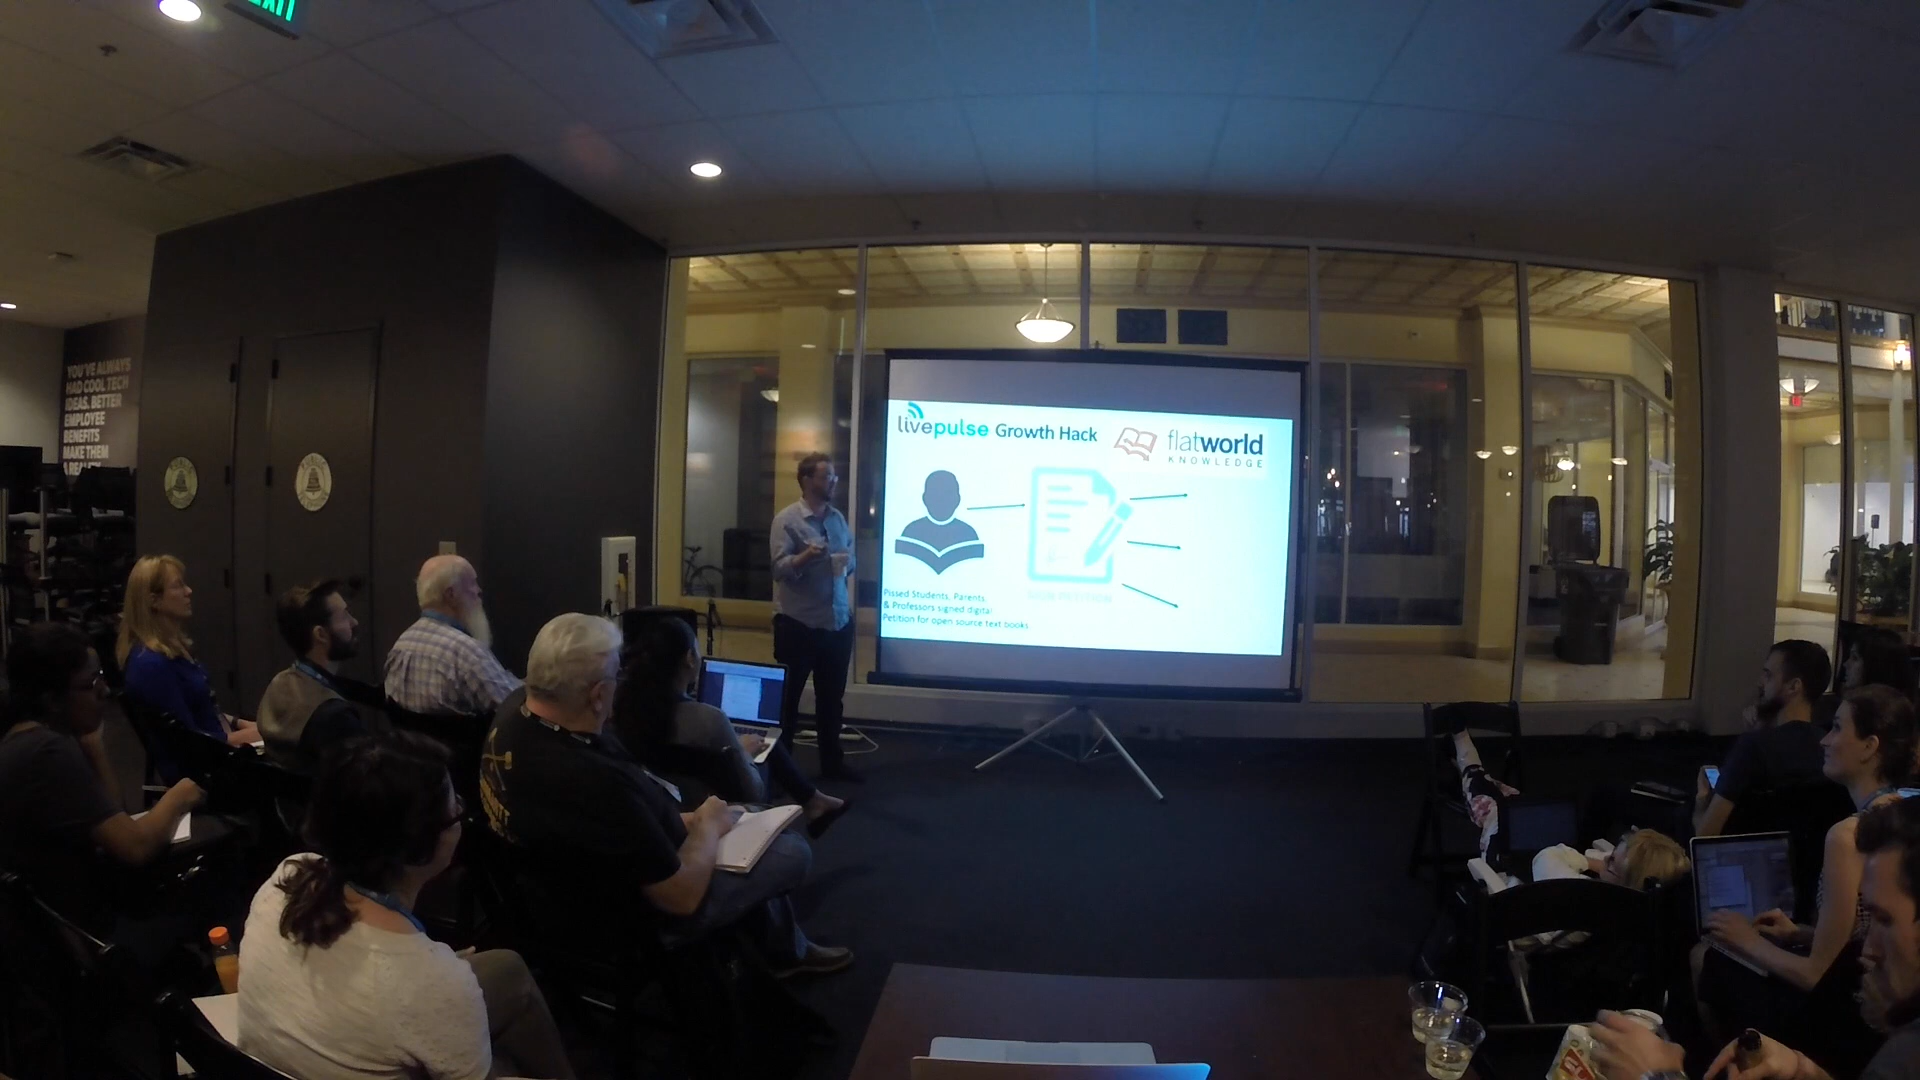 EXIT
YOU'VE ALWAYS
HAD COOL TECH
IDEAS. BETTER
EMPLOYEE
BENEFITS
MAKE THEM
A REALITY
livepulse Growth Hack
flatworld
KNOWLEDGE
Pissed Students, Parents,
& Professors signed digital
Petition for open source text books